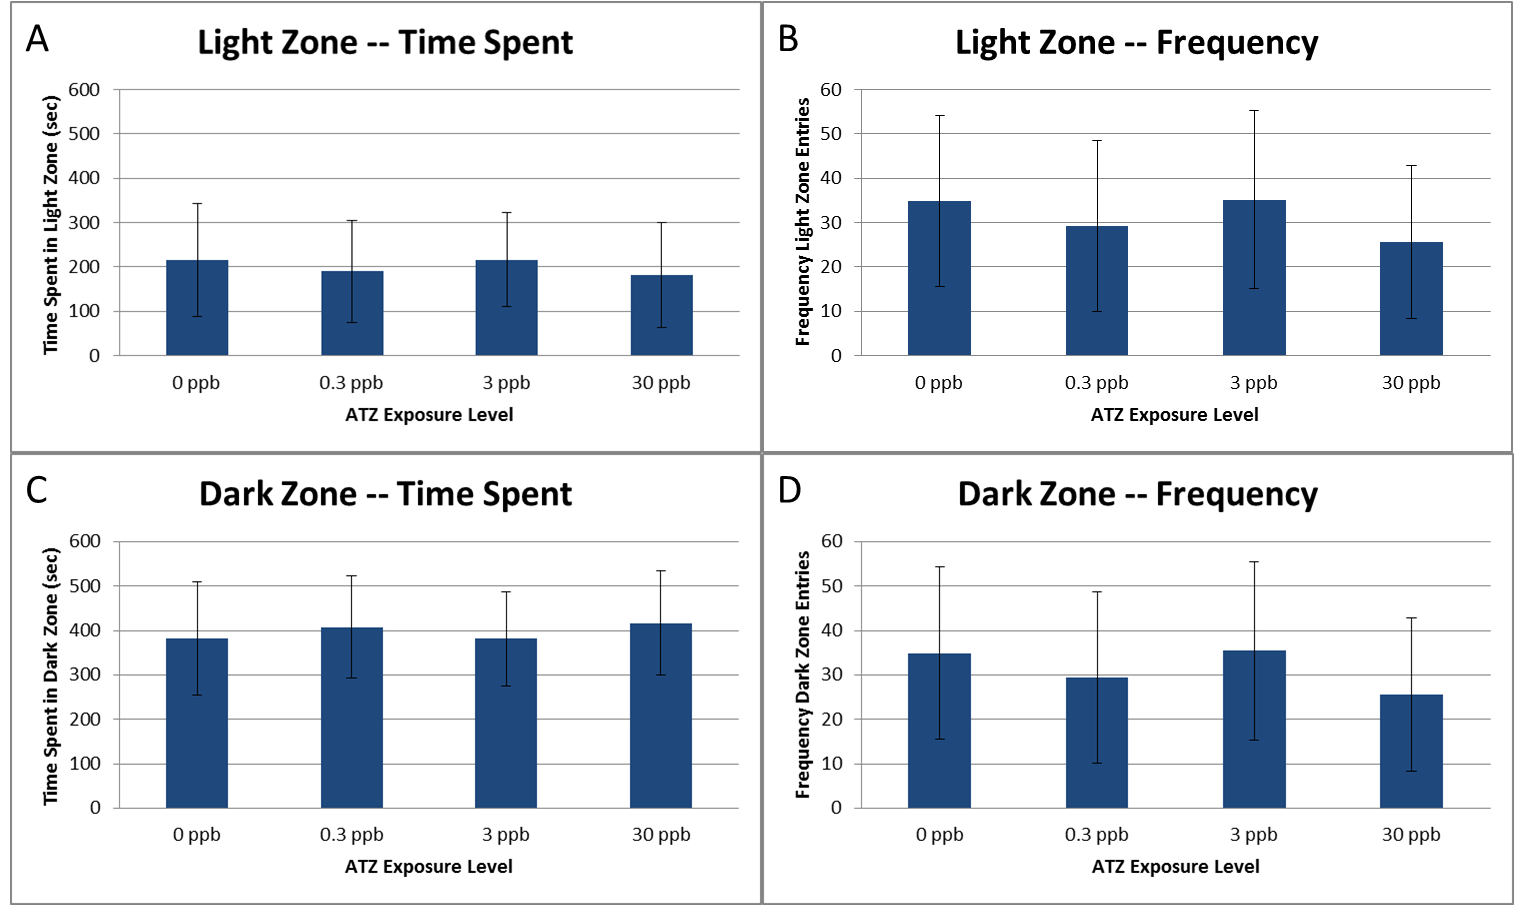 A
Light Zone -- Time Spent
Time Spent in Light Zone (sec)
600
500
400
300
200
100
0
0 ppb 0.3 ppb 3 ppb 30 ppb
ATZ Exposure Level
B
Light Zone -- Frequency
Frequency Light Zone Entries
60
50
40
30
20
10
0
0 ppb 0.3 ppb 3 ppb 30 ppb
ATZ Exposure Level
C
Dark Zone -- Time Spent
Time Spent in Dark Zone (sec)
600
500
400
300
200
100
0
0 ppb 0.3 ppb 3 ppb 30 ppb
ATZ Exposure Level
D
Dark Zone -- Frequency
Frequency Dark Zone Entries
60
50
40
30
20
10
0
0 ppb 0.3 ppb 3 ppb 30 ppb
ATZ Exposure Level